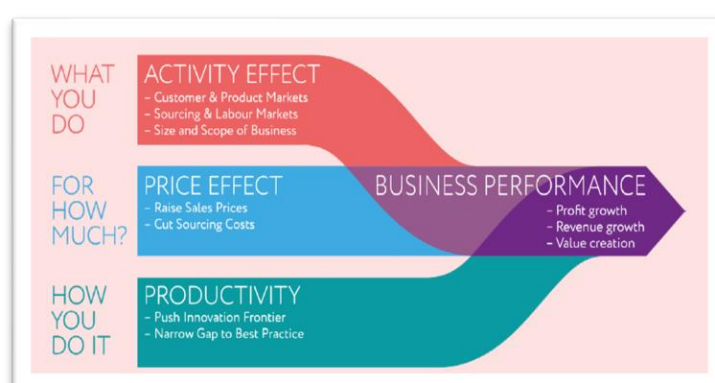 WHAT
YOU
DO
ACTIVITY EFFECT
– Customer & Product Markets
– Sourcing & Labour Markets
– Size and Scope of Business
FOR
HOW
MUCH?
PRICE EFFECT
– Raise Sales Prices
– Cut Sourcing Costs
BUSINESS PERFORMANCE
– Profit growth
– Revenue growth
– Value creation
HOW
YOU
DO IT
PRODUCTIVITY
– Push Innovation Frontier
– Narrow Gap to Best Practice